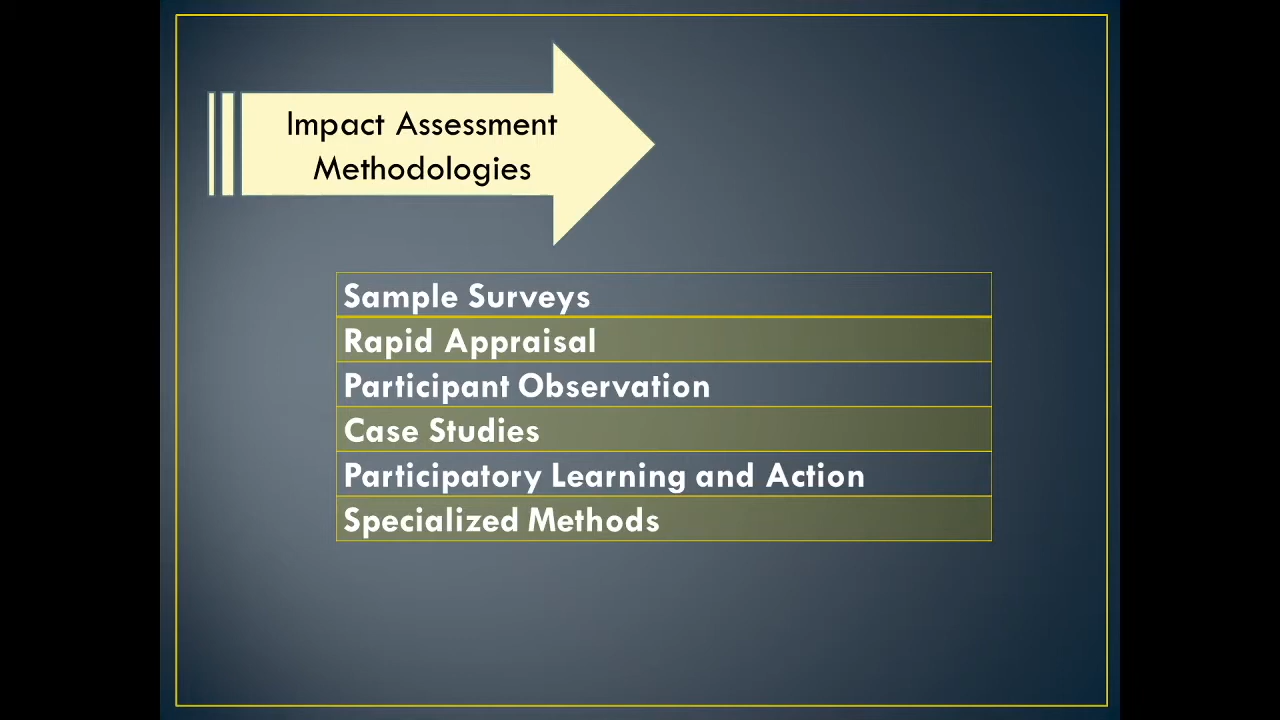 Impact Assessment
Methodologies
Sample Surveys
Rapid Appraisal
Participant Observation
Case Studies
Participatory Learning and Action
Specialized Methods